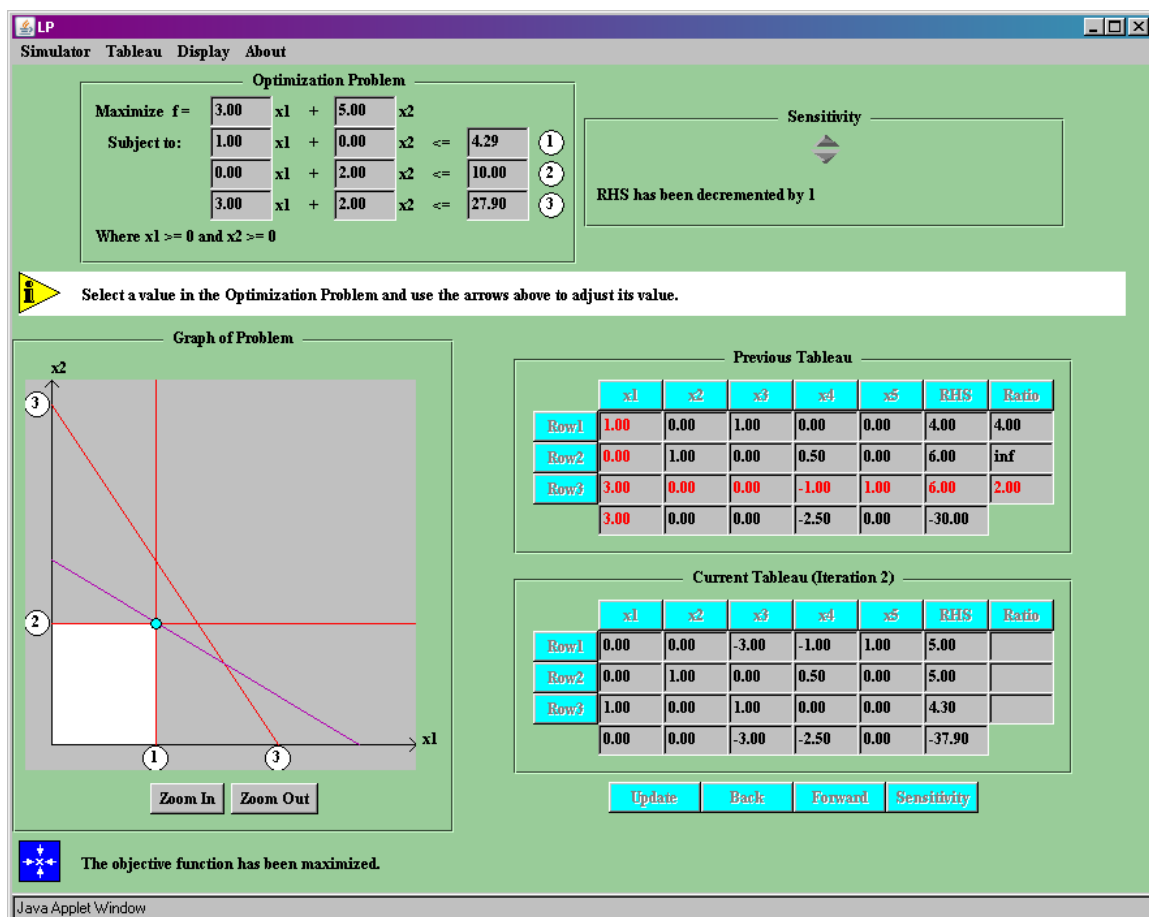 LP
Simulator Tableau Display About
Optimization Problem
Maximize f = 3.00 x1 + 5.00 x2
Subject to: 1.00 x1 + 0.00 x2 <= 4.29 1
0.00 x1 + 2.00 x2 <= 10.00 2
3.00 x1 + 2.00 x2 <= 27.90 3
Where x1 >= 0 and x2 >= 0
Sensitivity
RHS has been decremented by 1
i Select a value in the Optimization Problem and use the arrows above to adjust its value.
Graph of Problem
x2
3
2
1
3
x1
Zoom In Zoom Out
Previous Tableau
x1 x2 x3 x4 x5 RHS Ratio
Row1 1.00 0.00 1.00 0.00 0.00 4.00 4.00
Row2 0.00 1.00 0.00 0.50 0.00 6.00 inf
Row3 3.00 0.00 0.00 -1.00 1.00 6.00 2.00
3.00 0.00 0.00 -2.50 0.00 -30.00
Current Tableau (Iteration 2)
x1 x2 x3 x4 x5 RHS Ratio
Row1 0.00 0.00 -3.00 -1.00 1.00 5.00
Row2 0.00 1.00 0.00 0.50 0.00 5.00
Row3 1.00 0.00 1.00 0.00 0.00 4.30
0.00 0.00 -3.00 -2.50 0.00 -37.90
Update Back Forward Sensitivity
x The objective function has been maximized.
Java Applet Window